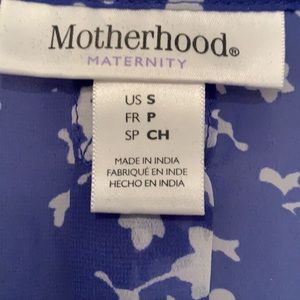 Motherhood®
MATERNITY
US S
FR P
SP CH
MADE IN INDIA
FABRIQUÉ EN INDE
HECHO EN INDIA